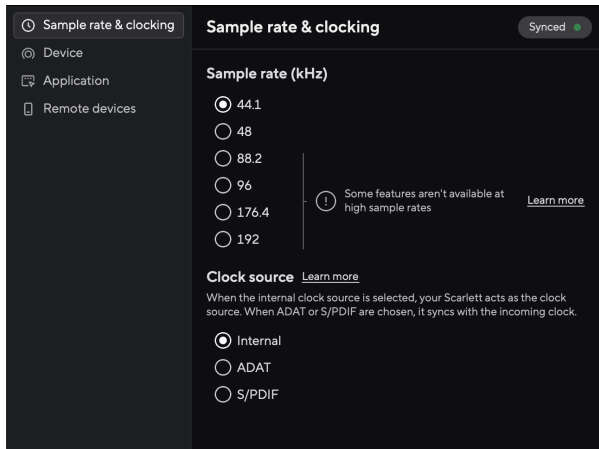 Sample rate & clocking
Device
Application
Remote devices
Sample rate & clocking
Synced
Sample rate (kHz)
44.1
48
88.2
96
176.4
192
Some features aren't available at
high sample rates
Learn more
Clock source Learn more
When the internal clock source is selected, your Scarlett acts as the clock
source. When ADAT or S/PDIF are chosen, it syncs with the incoming clock.
Internal
ADAT
S/PDIF